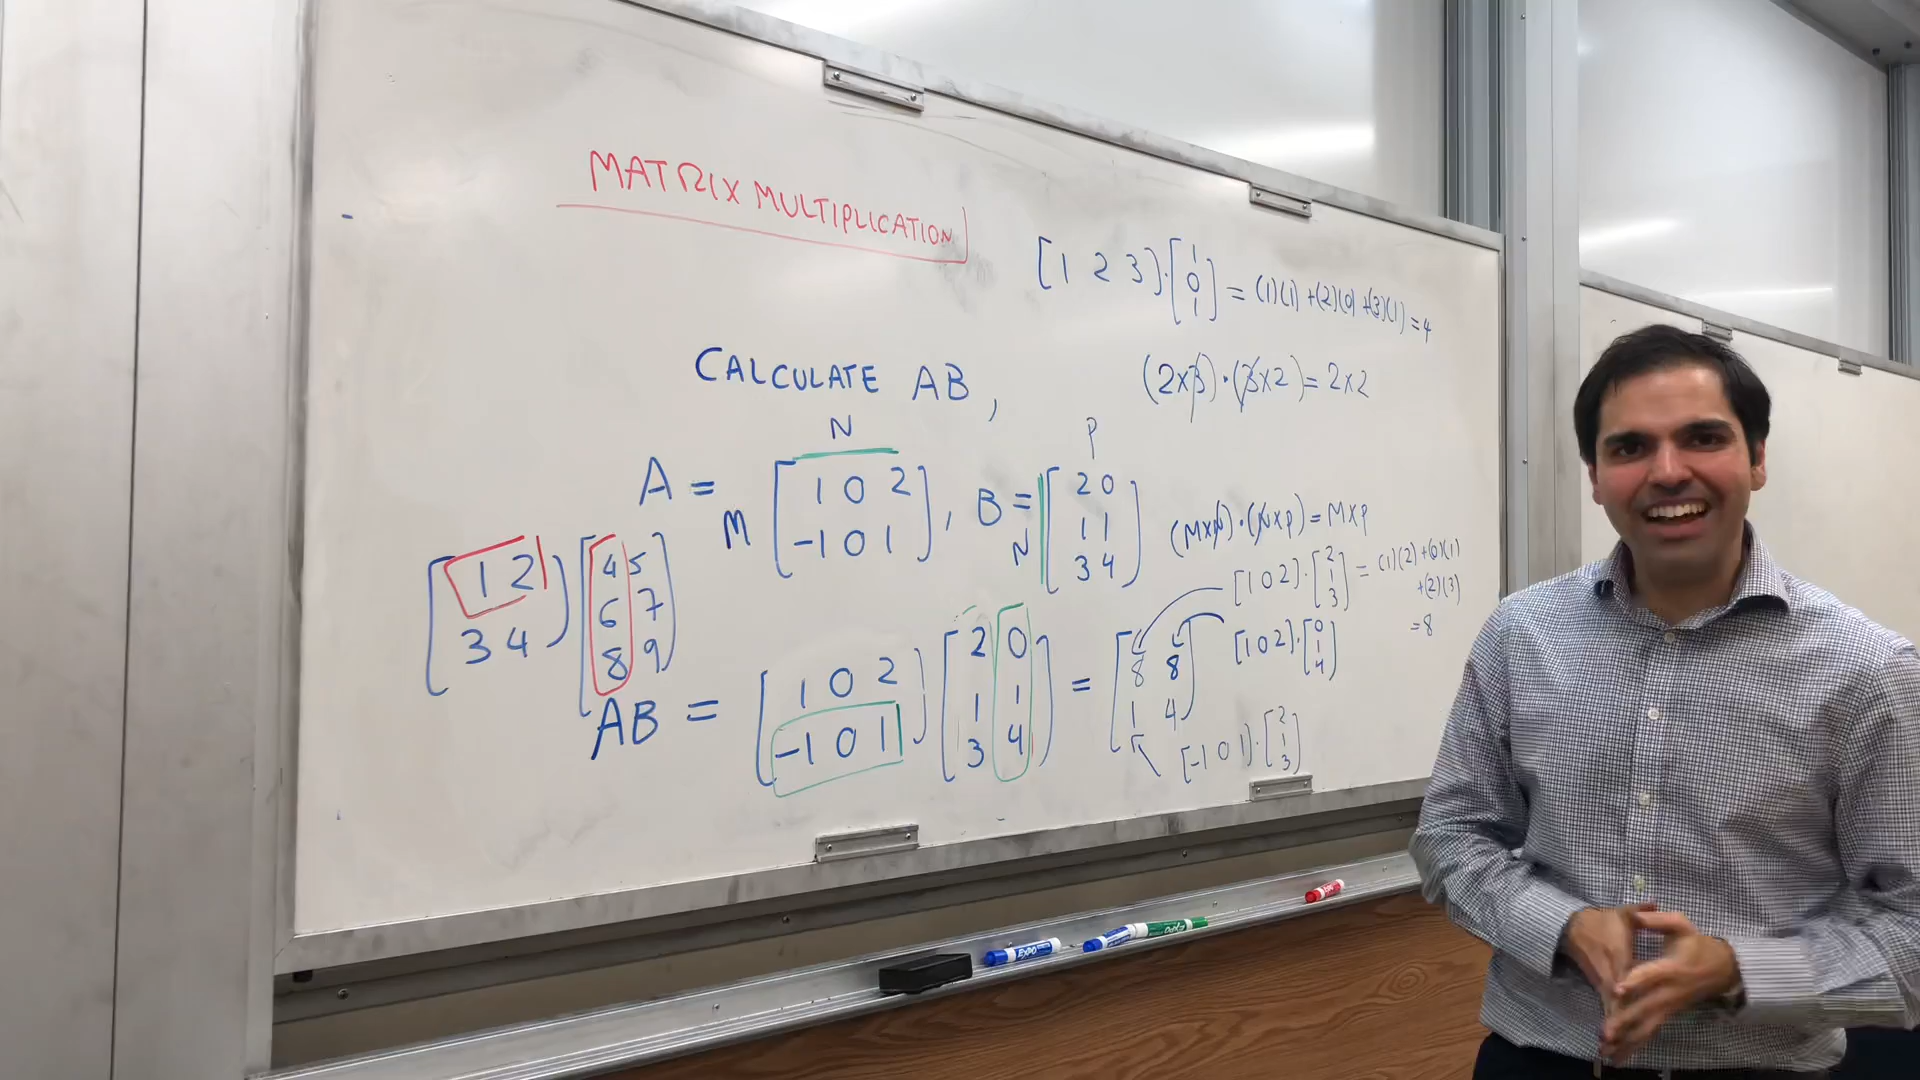 MATRIX MULTIPLICATION
[1 2 3]·[1 0 1] = (1)(1)+(2)(0)+(3)(1)=4
CALCULATE AB,
(2x3)·(3x2)=2x2
N
P
A = M [1 0 2
-1 0 1], B = N [2 0
1 1
3 4]
(MxN)·(NxP)=MxP
[1 2
3 4] [4 5
6 7
8 9]
[1 0 2]·[2 1 3] = (1)(2)+(0)(1)
+(2)(3)
=8
[1 0 2]·[0 1 4]
AB = [1 0 2
-1 0 1] [2 0
1 1
3 4] = [8 8
1 4]
[-1 0 1]·[2 1 3]
EXPO
expo